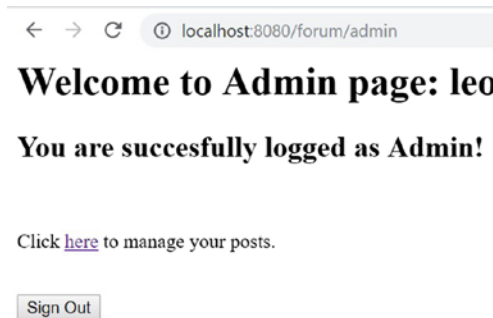 localhost:8080/forum/admin
Welcome to Admin page: leo
You are succesfully logged as Admin!
Click here to manage your posts.
Sign Out